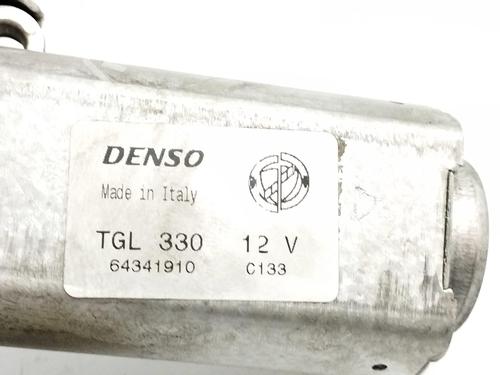 DENSO
Made in Italy
TGL 330 12 V
64341910 C133